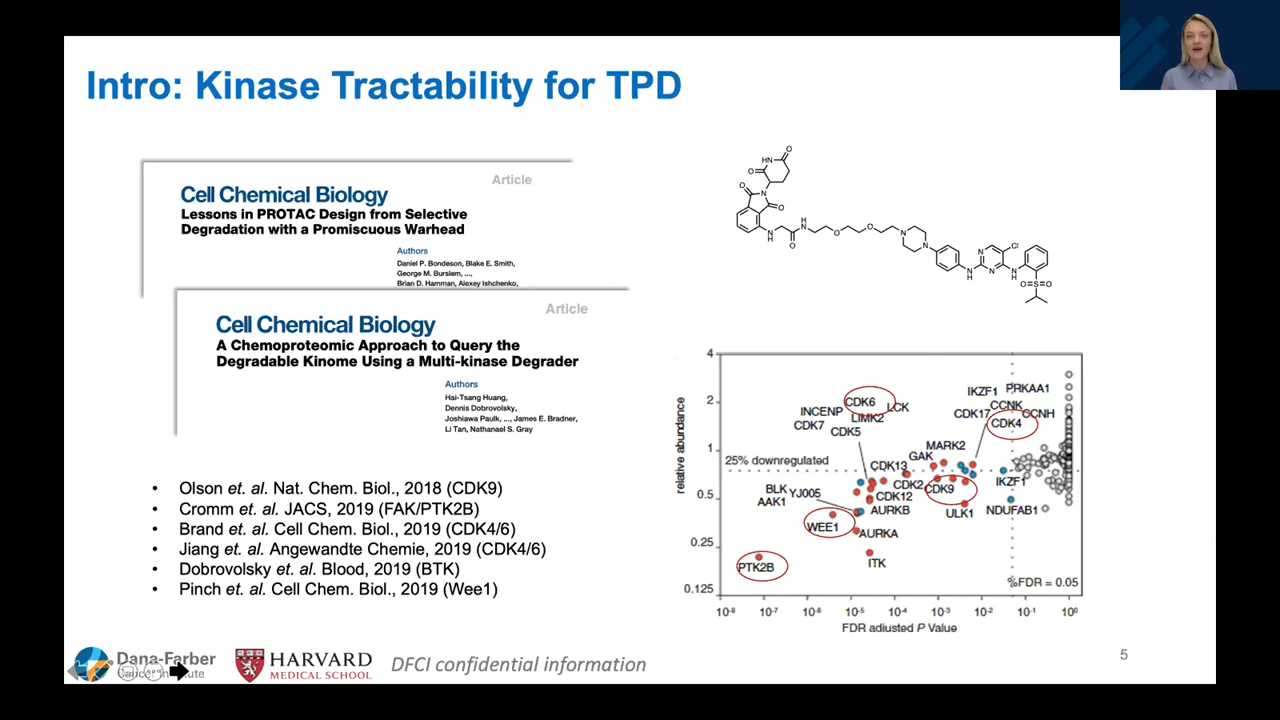 Intro: Kinase Tractability for TPD
Article
Cell Chemical Biology
Lessons in PROTAC Design from Selective
Degradation with a Promiscuous Warhead
Authors
Daniel P. Bondeson, Blake E. Smith,
George M. Burslem, ...,
Brian D. Hamman, Alexey Ishchenko,
Article
Cell Chemical Biology
A Chemoproteomic Approach to Query the
Degradable Kinome Using a Multi-kinase Degrader
Authors
Hai-Tsang Huang,
Dennis Dobrovolsky,
Joshiawa Paulk, ..., James E. Bradner,
Li Tan, Nathanael S. Gray
• Olson et. al. Nat. Chem. Biol., 2018 (CDK9)
• Cromm et. al. JACS, 2019 (FAK/PTK2B)
• Brand et. al. Cell Chem. Biol., 2019 (CDK4/6)
• Jiang et. al. Angewandte Chemie, 2019 (CDK4/6)
• Dobrovolsky et. al. Blood, 2019 (BTK)
• Pinch et. al. Cell Chem. Biol., 2019 (Wee1)
O
HN
O
O
N
O
N
H
O
H
N
O
O
N
N
N
H
N
N
Cl
N
H
O
S
O
relative abundance
4
2
1
0.5
0.25
0.125
25% downregulated
CDK6
LCK
INCENP
LIMK2
CDK7
CDK5
IKZF1
PRKAA1
CCNK
CDK17
CCNH
CDK4
MARK2
GAK
CDK13
CDK2
CDK9
IKZF1
BLK
YJ005
AAK1
CDK12
AURKB
ULK1
NDUFAB1
WEE1
AURKA
PTK2B
ITK
%FDR = 0.05
10⁻⁸ 10⁻⁷ 10⁻⁶ 10⁻⁵ 10⁻⁴ 10⁻³ 10⁻² 10⁻¹ 10⁰
FDR adjusted P Value
Dana-Farber
HARVARD
MEDICAL SCHOOL
DFCI confidential information
5